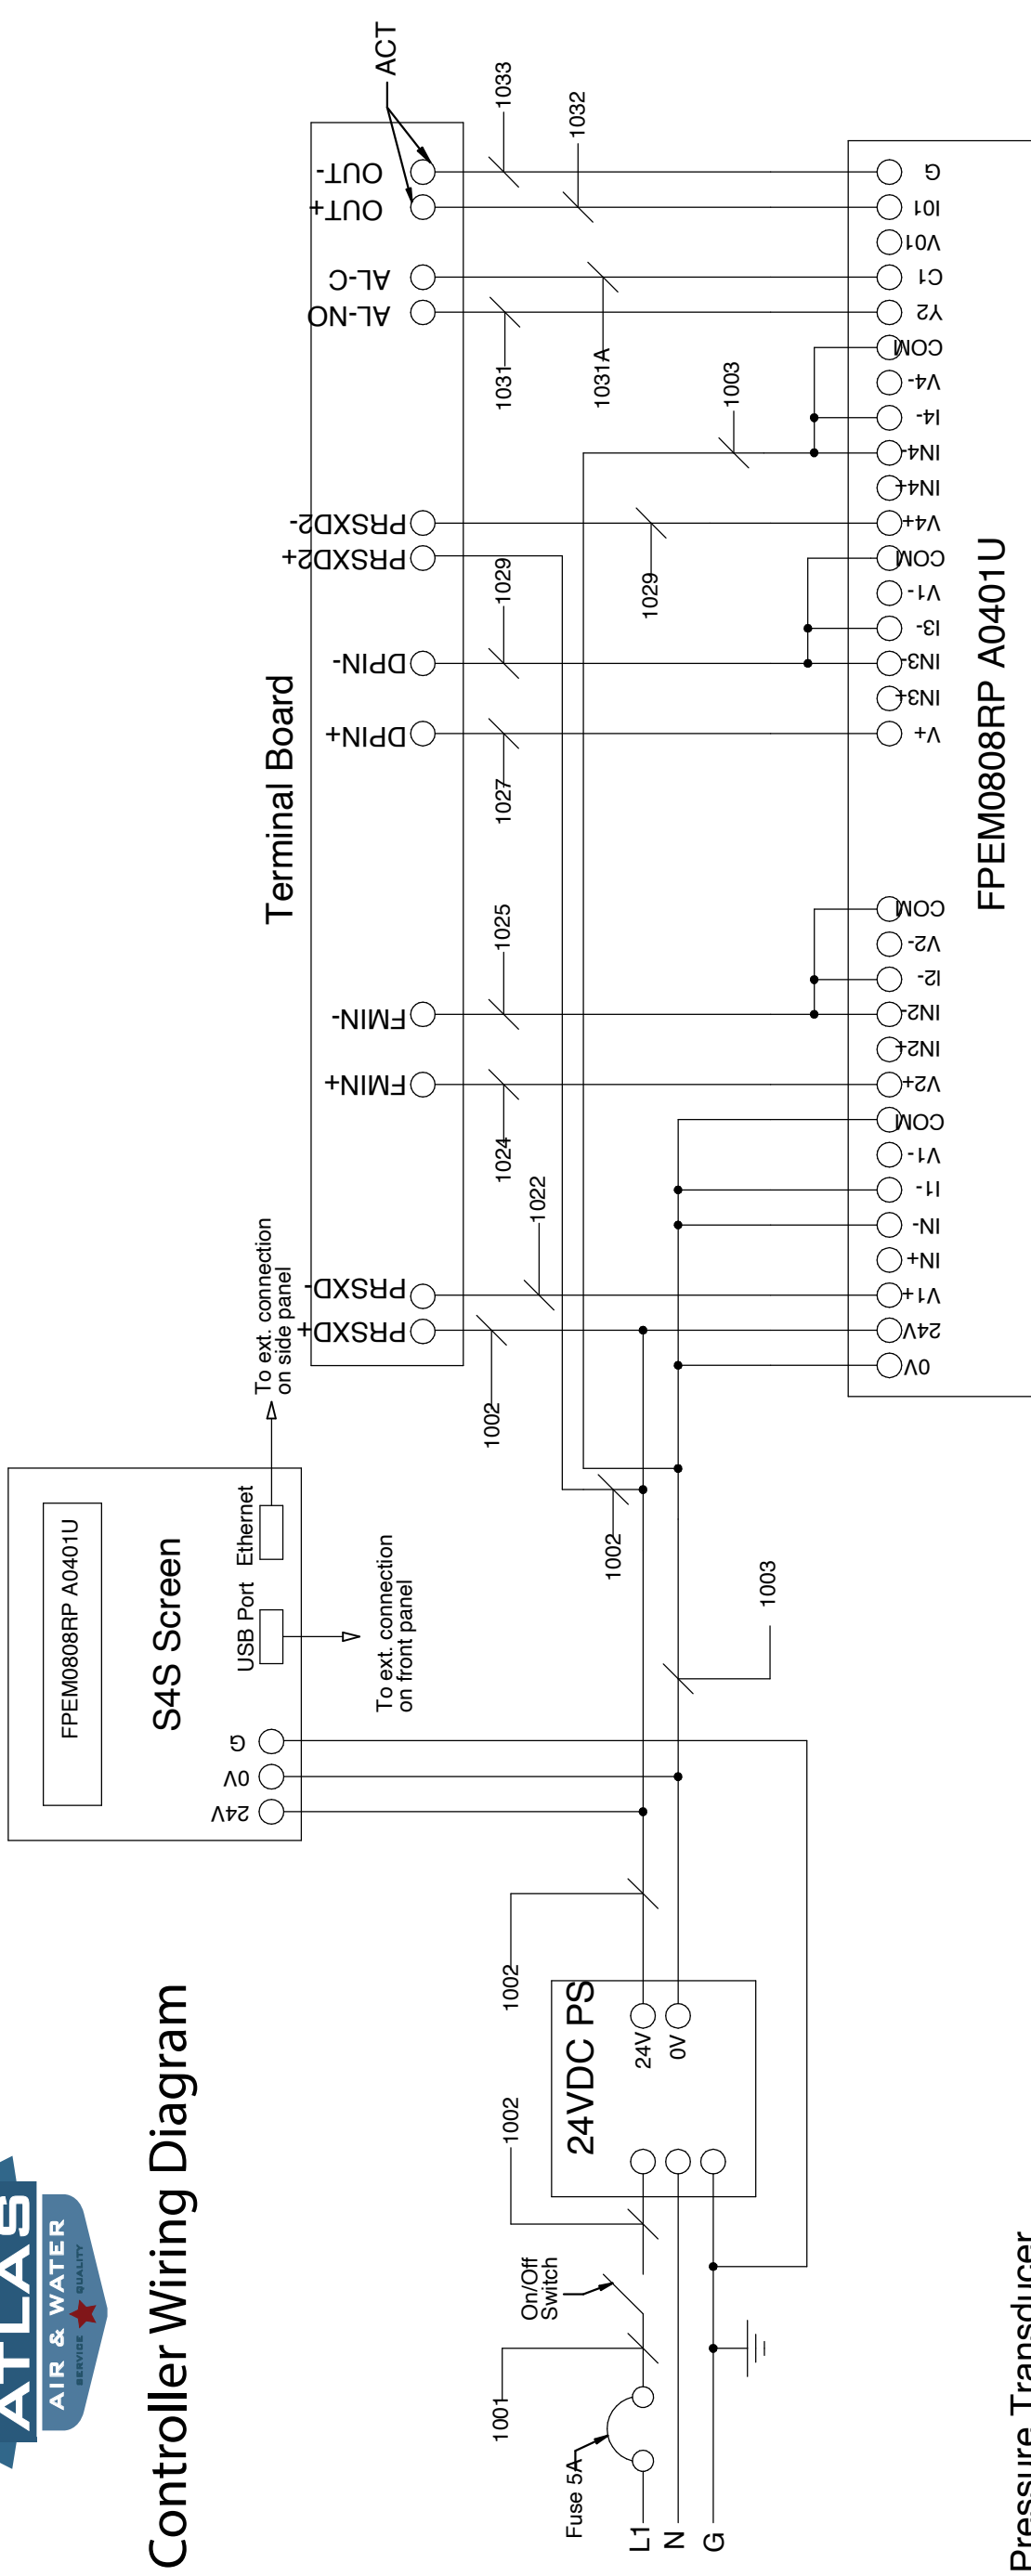 ATLAS
AIR & WATER
SERVICE QUALITY
Controller Wiring Diagram
FPEM0808RP A0401U
S4S Screen
24V
0V
G
USB Port
Ethernet
To ext. connection
on side panel
To ext. connection
on front panel
Terminal Board
PRSXD+
PRSXD-
FMIN+
FMIN-
DPIN+
DPIN-
PRSXD2+
PRSXD2-
AL-NO
AL-C
OUT+
OUT-
ACT
1002
1022
1024
1025
1027
1029
1029
1031
1031A
1003
1032
1033
1001
Fuse 5A
On/Off
Switch
1002
1002
1002
1003
L1
N
G
24VDC PS
24V
0V
0V
24V
V1+
IN+
IN-
I1-
V1-
COM
V2+
IN2+
IN2-
I2-
V2-
COM
V+
IN3+
IN3-
I3-
V1-
COM
V4+
IN4+
IN4-
I4-
V4-
COM
Y2
C1
V01
I01
G
FPEM0808RP A0401U
Pressure Transducer